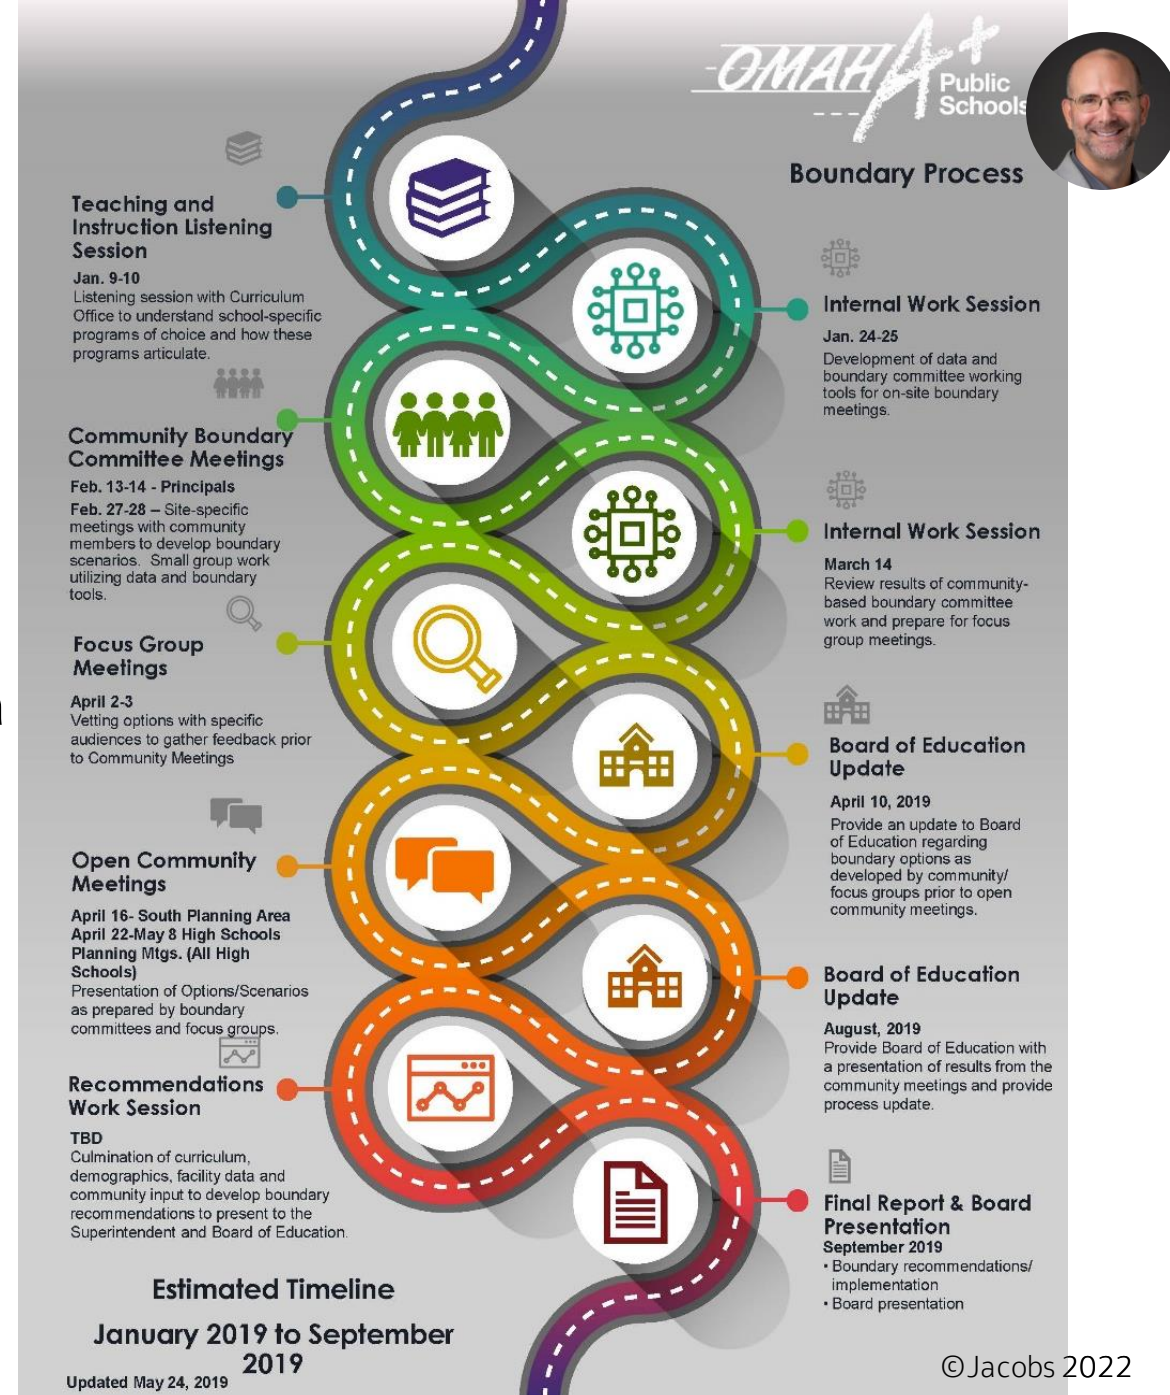 OMAHA+
Public
Schools
Boundary Process
Teaching and
Instruction Listening
Session
Jan. 9-10
Listening session with Curriculum
Office to understand school-specific
programs of choice and how these
programs articulate.
Internal Work Session
Jan. 24-25
Development of data and
boundary committee working
tools for on-site boundary
meetings.
Community Boundary
Committee Meetings
Feb. 13-14 - Principals
Feb. 27-28 – Site-specific
meetings with community
members to develop boundary
scenarios. Small group work
utilizing data and boundary
tools.
Internal Work Session
March 14
Review results of community-
based boundary committee
work and prepare for focus
group meetings.
Focus Group
Meetings
April 2-3
Vetting options with specific
audiences to gather feedback prior
to Community Meetings
Board of Education
Update
April 10, 2019
Provide an update to Board
of Education regarding
boundary options as
developed by community/
focus groups prior to open
community meetings.
Open Community
Meetings
April 16- South Planning Area
April 22-May 8 High Schools
Planning Mtgs. (All High
Schools)
Presentation of Options/Scenarios
as prepared by boundary
committees and focus groups.
Board of Education
Update
August, 2019
Provide Board of Education with
a presentation of results from the
community meetings and provide
process update.
Recommendations
Work Session
TBD
Culmination of curriculum,
demographics, facility data and
community input to develop boundary
recommendations to present to the
Superintendent and Board of Education.
Final Report & Board
Presentation
September 2019
• Boundary recommendations/
implementation
• Board presentation
Estimated Timeline
January 2019 to September
2019
Updated May 24, 2019
©Jacobs 2022